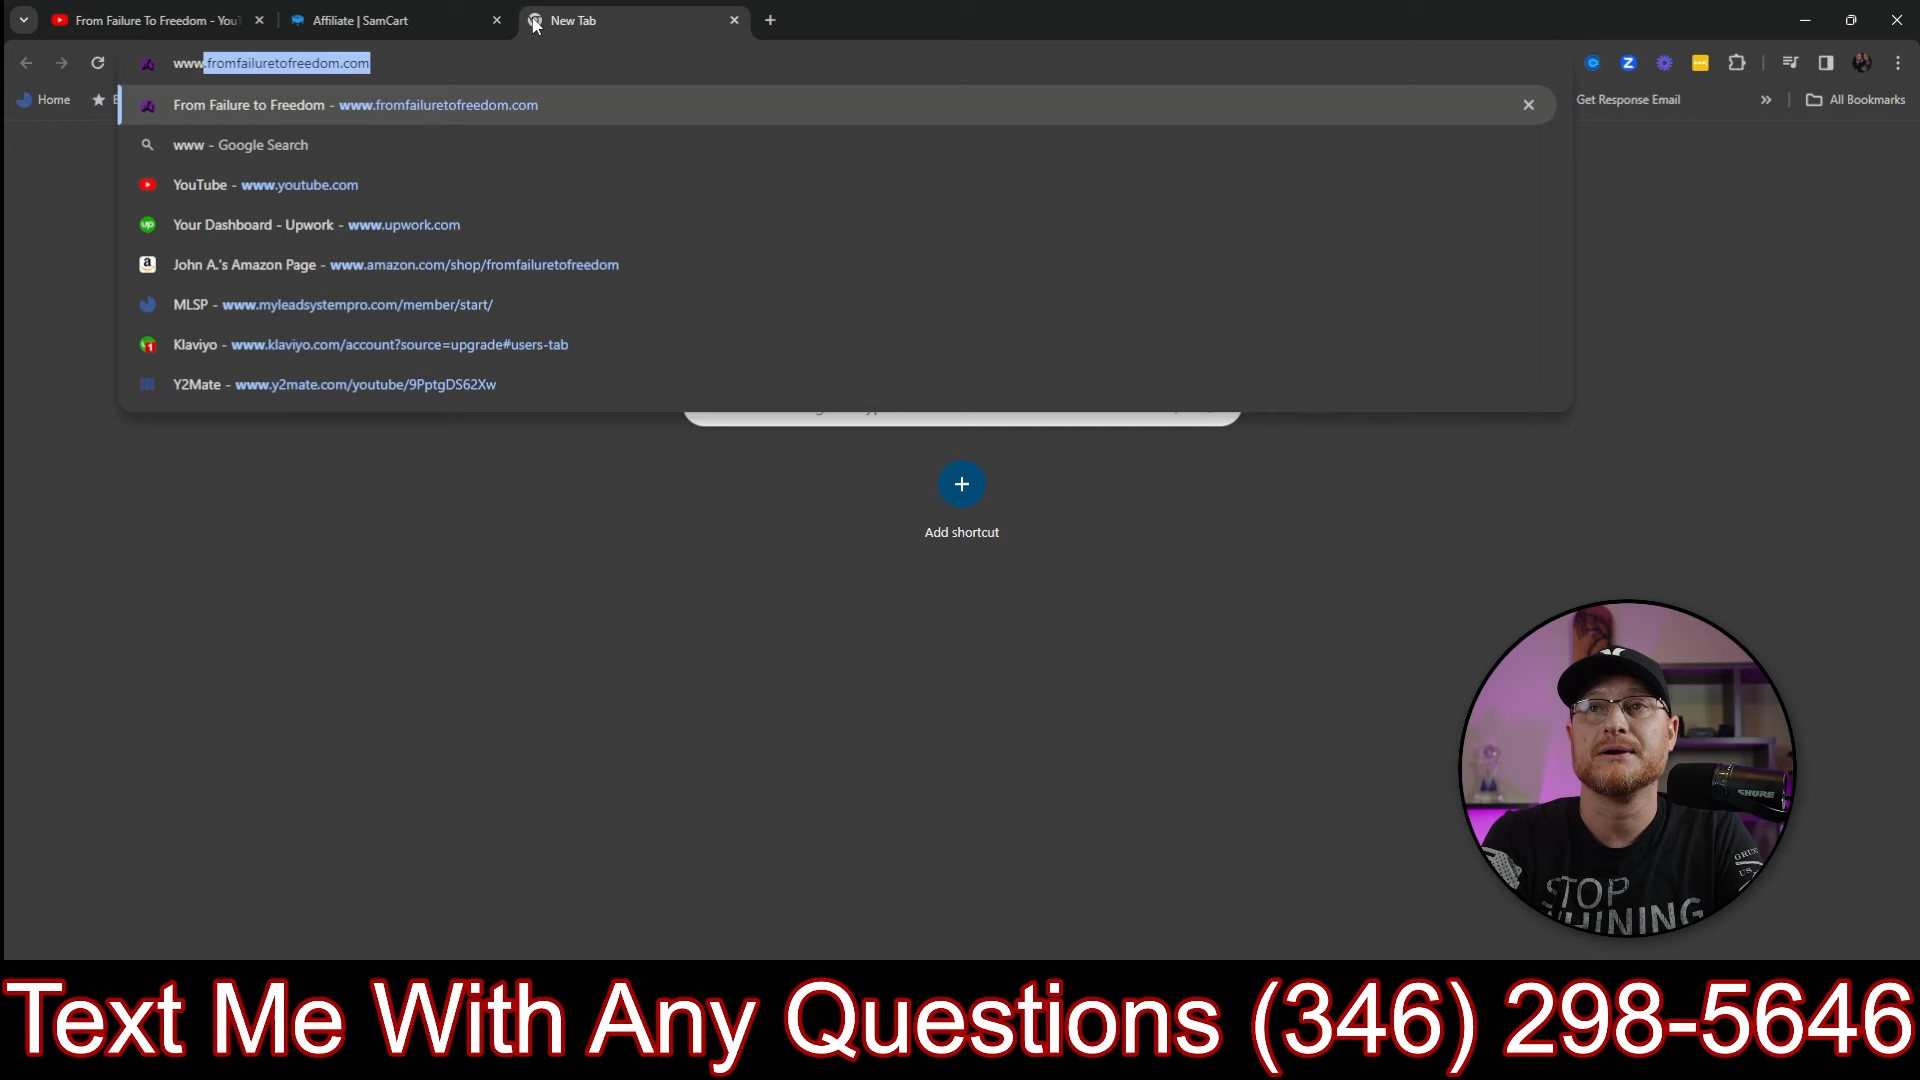 From Failure To Freedom - You
Affiliate | SamCart
New Tab
www.fromfailuretofreedom.com
Home
Get Response Email
All Bookmarks
From Failure to Freedom - www.fromfailuretofreedom.com
www - Google Search
YouTube - www.youtube.com
Your Dashboard - Upwork - www.upwork.com
John A.'s Amazon Page - www.amazon.com/shop/fromfailuretofreedom
MLSP - www.myleadsystempro.com/member/start/
Klaviyo - www.klaviyo.com/account?source=upgrade#users-tab
Y2Mate - www.y2mate.com/youtube/9PptgDS62Xw
Add shortcut
SHURE
STOP
WHINING
Text Me With Any Questions (346) 298-5646